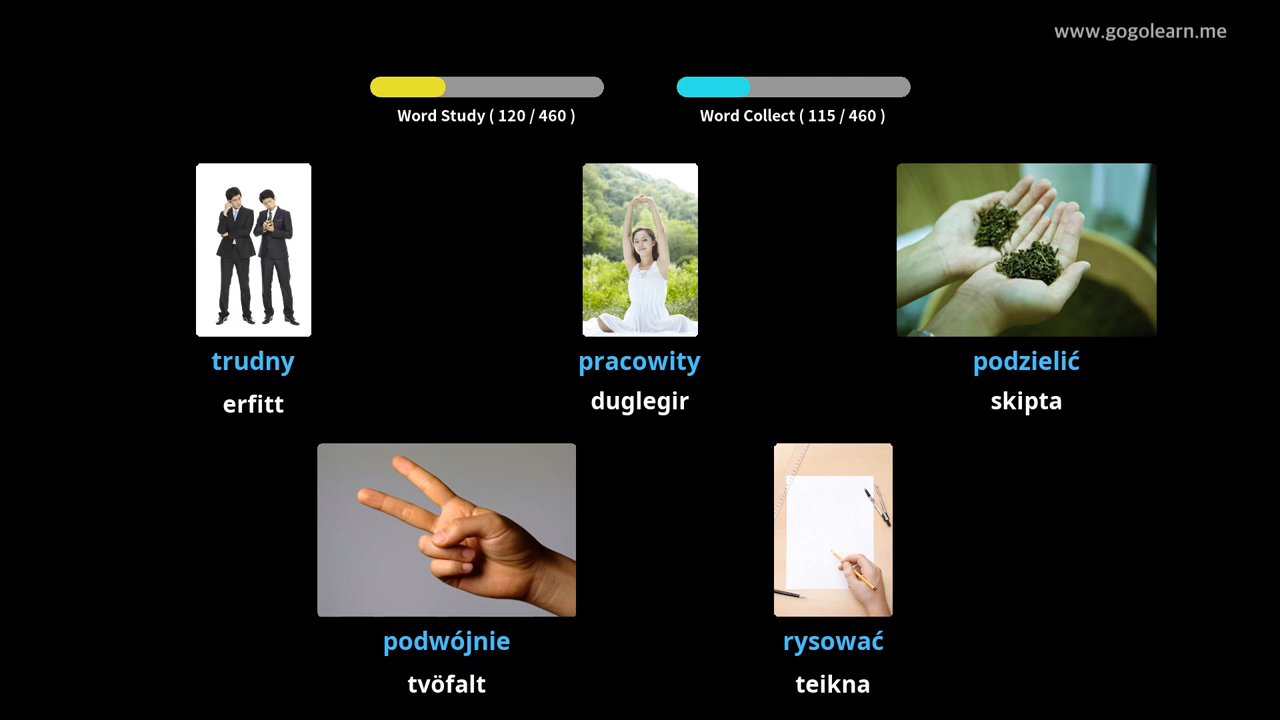 www.gogolearn.me
Word Study ( 120 / 460 )
Word Collect ( 115 / 460 )
trudny
erfitt
pracowity
duglegir
podzielić
skipta
podwójnie
tvöfalt
rysować
teikna